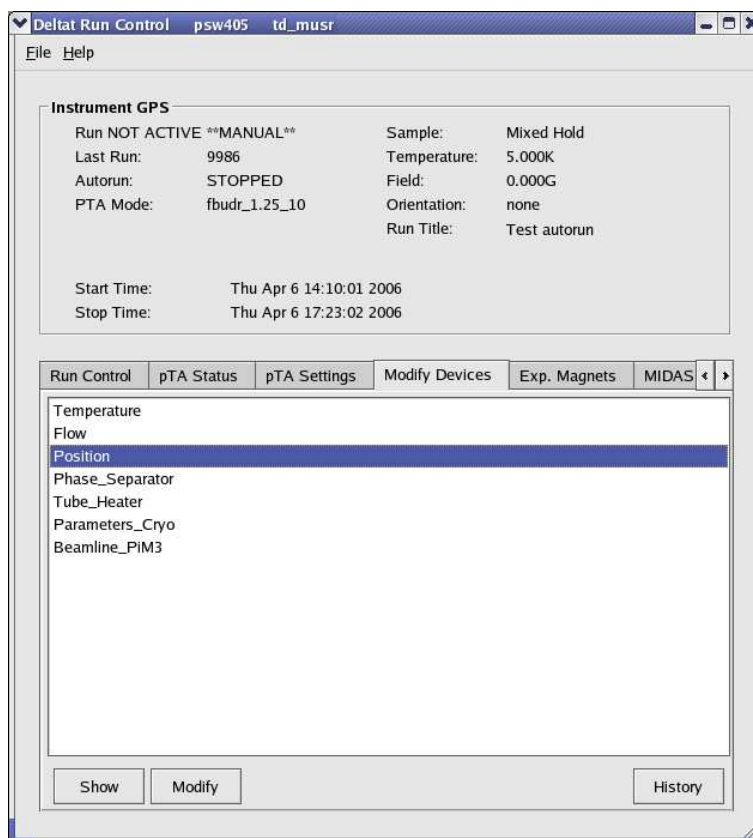 Deltat Run Control psw405 td_musr
File Help
Instrument GPS
Run NOT ACTIVE **MANUAL** Sample: Mixed Hold
Last Run: 9986 Temperature: 5.000K
Autorun: STOPPED Field: 0.000G
PTA Mode: fbudr_1.25_10 Orientation: none
Run Title: Test autorun
Start Time: Thu Apr 6 14:10:01 2006
Stop Time: Thu Apr 6 17:23:02 2006
Run Control pTA Status pTA Settings Modify Devices Exp. Magnets MIDAS
Temperature
Flow
Position
Phase_Separator
Tube_Heater
Parameters_Cryo
Beamline_PiM3
Show Modify History